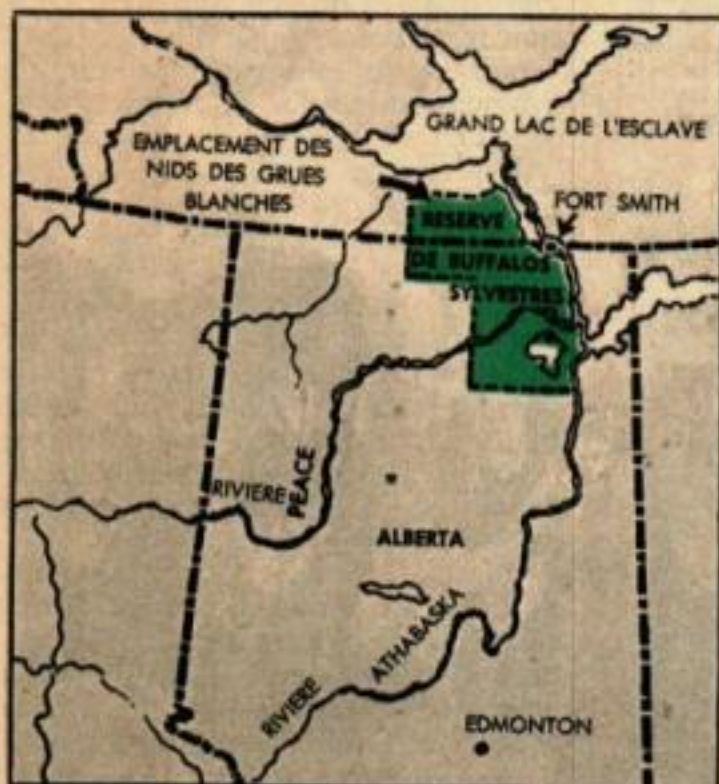 GRAND LAC DE L'ESCLAVE
EMPLACEMENT DES
NIDS DES GRUES
BLANCHES
FORT SMITH
RESERVE
DE BUFFALOS
SYLVESTRES
RIVIERE
PEACE
ALBERTA
RIVIERE
ATHABASKA
EDMONTON